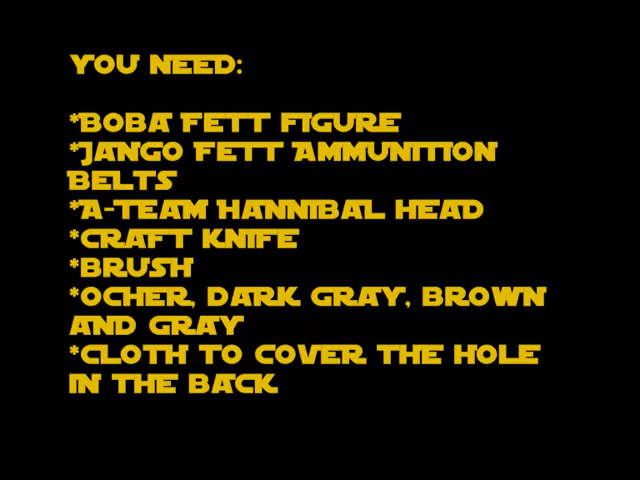 YOU NEED:
*BOBA FETT FIGURE
*JANGO FETT AMMUNITION
BELTS
*A-TEAM HANNIBAL HEAD
*CRAFT KNIFE
*BRUSH
*OCHER, DARK GRAY, BROWN
AND GRAY
*CLOTH TO COVER THE HOLE
IN THE BACK